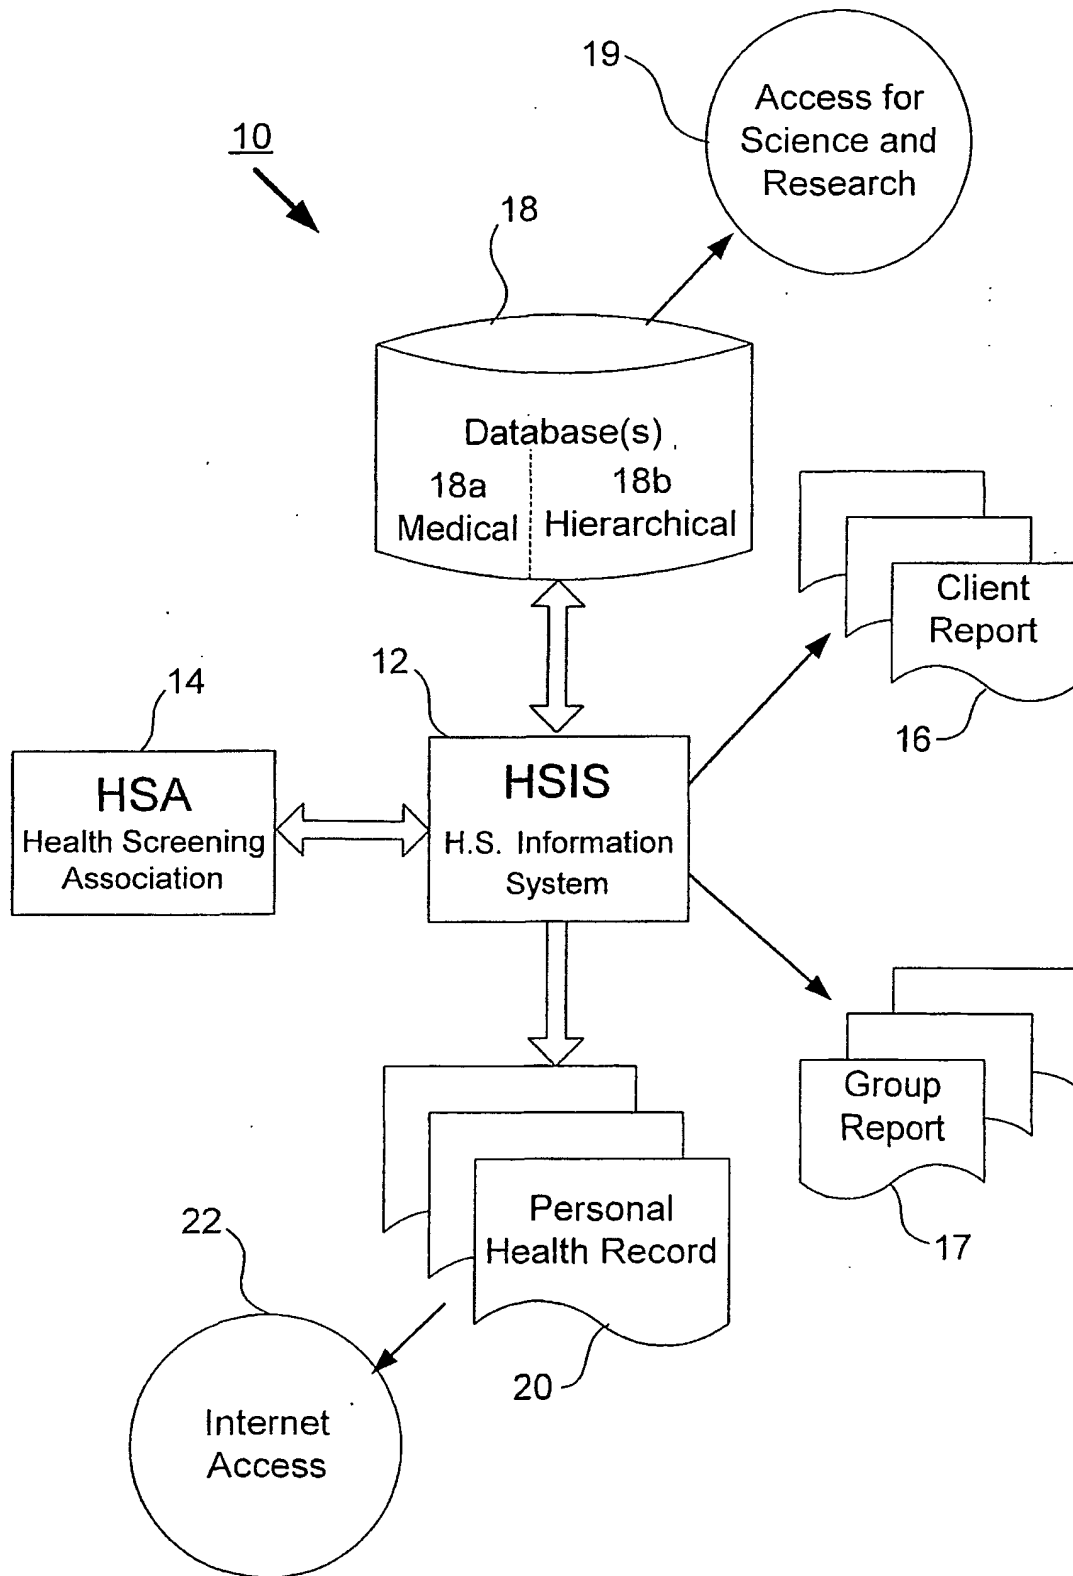 19
Access for
Science and
Research
10
18
Database(s)
18a
Medical
18b
Hierarchical
Client
Report
16
12
14
HSIS
H.S. Information
System
HSA
Health Screening
Association
Group
Report
17
Personal
Health Record
20
22
Internet
Access